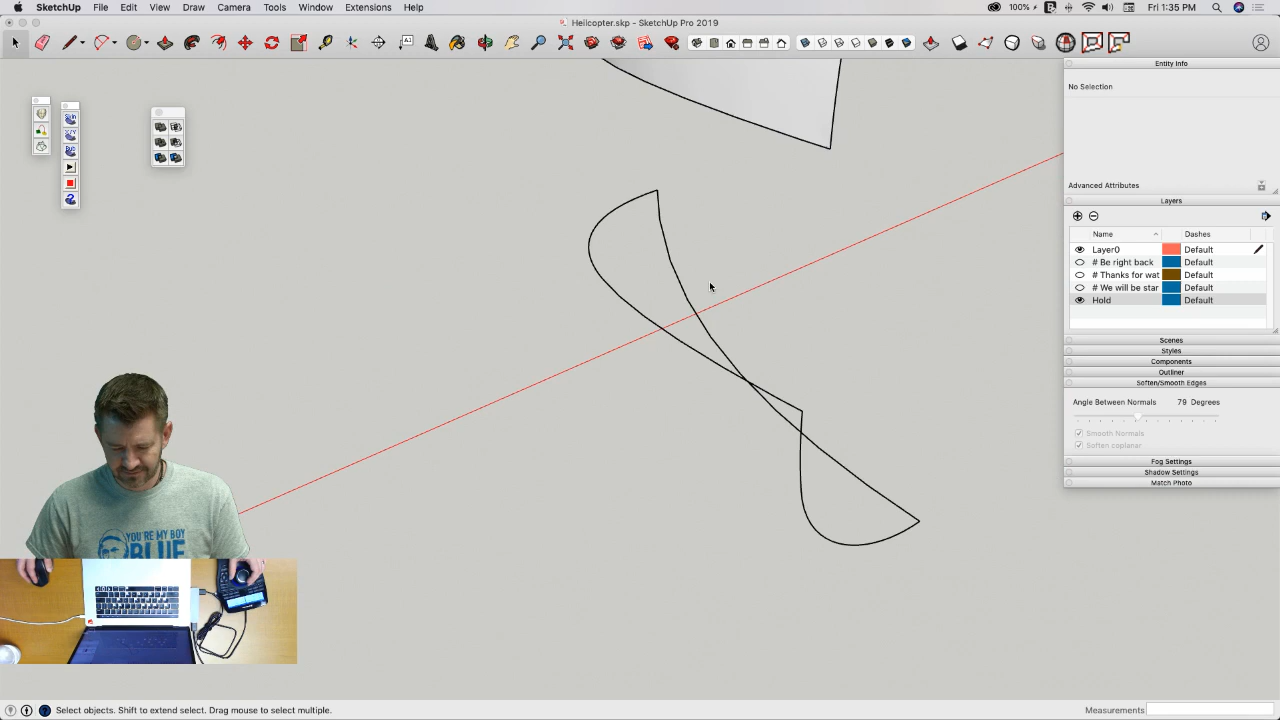 SketchUp File Edit View Draw Camera Tools Window Extensions Help
100% Fri 1:35 PM
Helicopter.skp - SketchUp Pro 2019
Entity Info
No Selection
Advanced Attributes
Layers
Name Dashes
Layer0 Default
# Be right back Default
# Thanks for wat Default
# We will be star Default
Hold Default
Scenes
Styles
Components
Outliner
Soften/Smooth Edges
Angle Between Normals 79 Degrees
Smooth Normals
Soften coplanar
Fog Settings
Shadow Settings
Match Photo
YOU'RE MY BOY
BLUE
Select objects. Shift to extend select. Drag mouse to select multiple.
Measurements